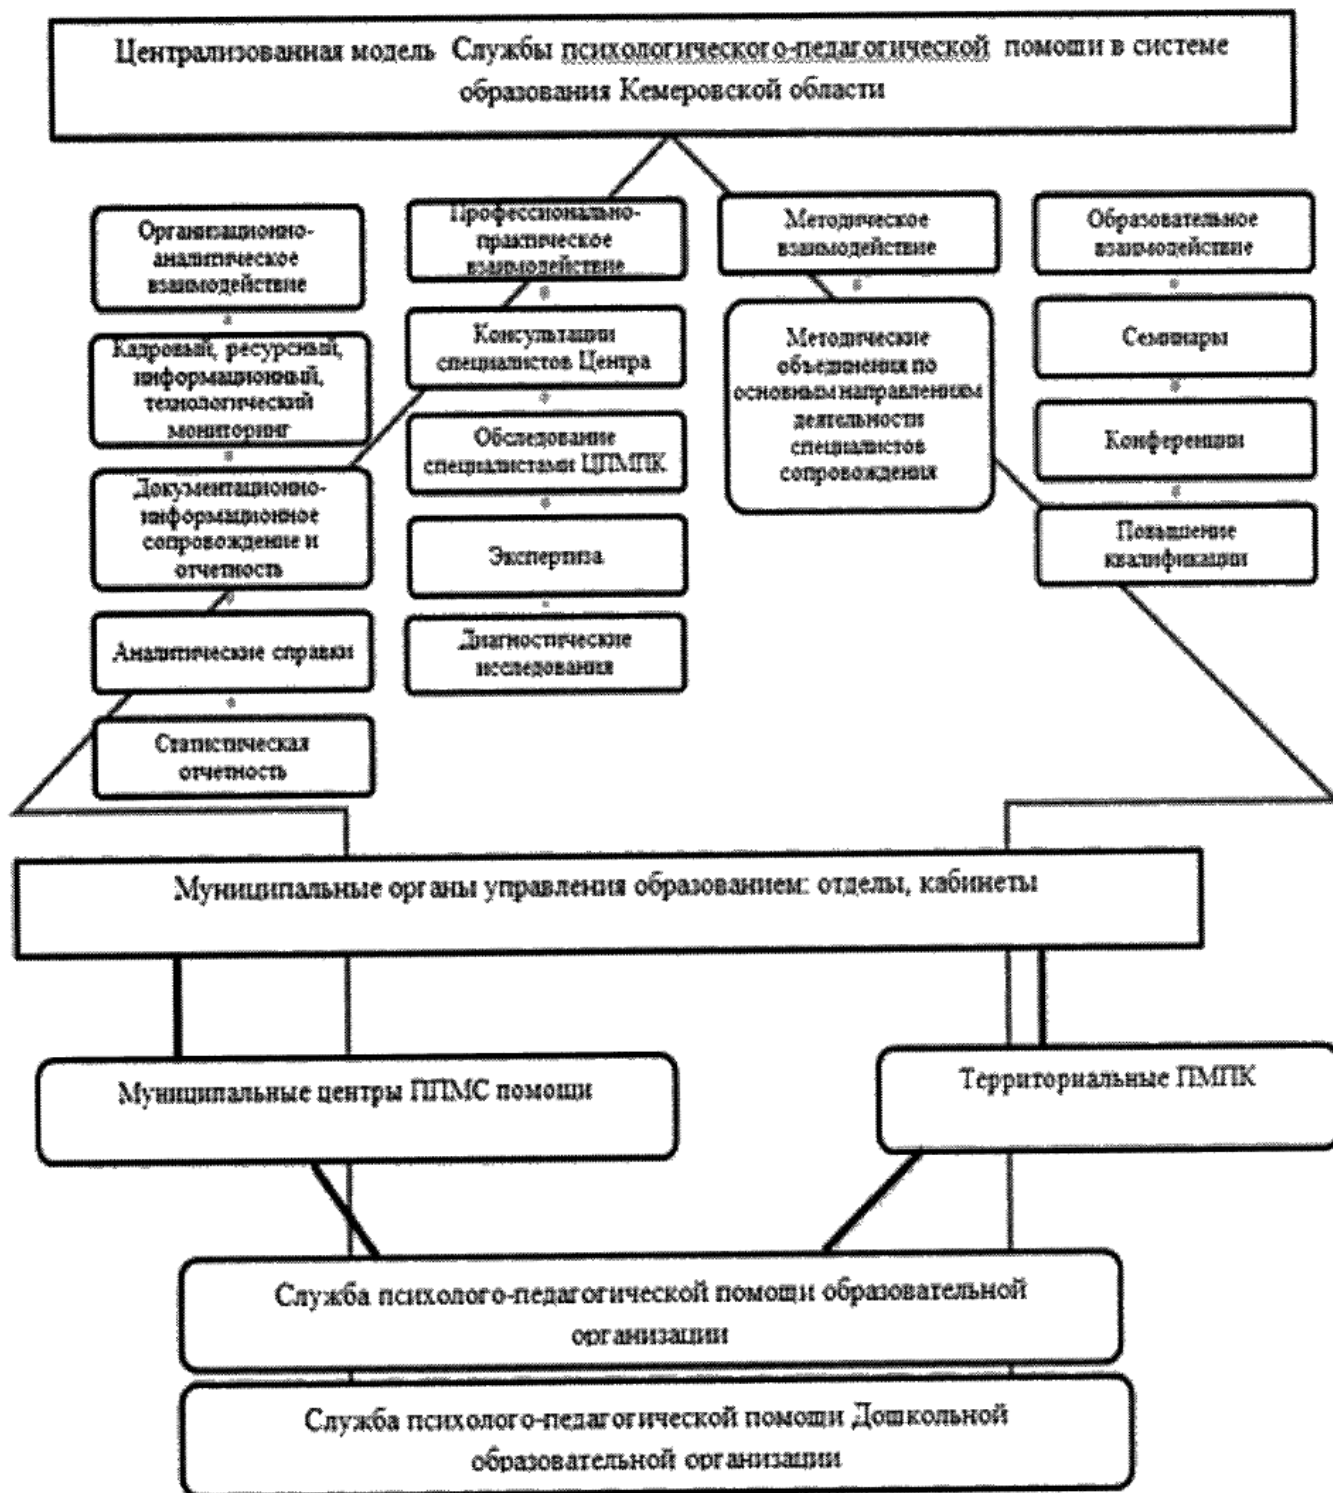 Централизованная модель Службы психологического-педагогической помощи в системе
образования Кемеровской области
Организационно-
аналитическое
взаимодействие
Кадровый, ресурсный,
информационный,
технологический
мониторинг
Документационно-
информационное
сопровождение и
отчетность
Аналитические справки
Статистическая
отчетность
Профессионально-
практическое
взаимодействие
Консультации
специалистов Центра
Обследование
специалистами ЦПМПК
Экспертиза
Диагностические
исследования
Методическое
взаимодействие
Методические
объединения по
основным направлениям
деятельности
специалистов
сопровождения
Образовательное
взаимодействие
Семинары
Конференции
Повышение
квалификации
Муниципальные органы управления образованием: отделы, кабинеты
Муниципальные центры ППМС помощи
Территориальные ПМПК
Служба психолого-педагогической помощи образовательной
организации
Служба психолого-педагогической помощи Дошкольной
образовательной организации